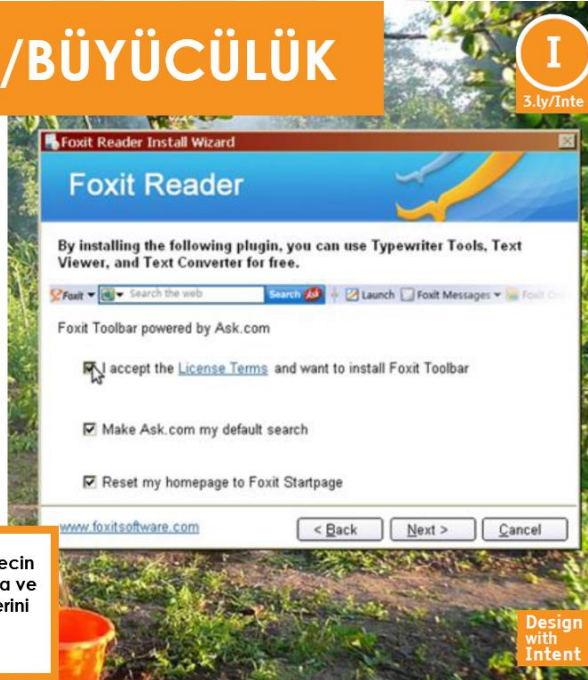 /BÜYÜCÜLÜK
I
3.ly/Inte
Foxit Reader Install Wizard
Foxit Reader
By installing the following plugin, you can use Typewriter Tools, Text
Viewer, and Text Converter for free.
Foxit Search the web Search Ask Launch Foxit Messages Foxit
Foxit Toolbar powered by Ask.com
I accept the License Terms and want to install Foxit Toolbar
Make Ask.com my default search
Reset my homepage to Foxit Startpage
www.foxitsoftware.com < Back Next > Cancel
ecin
a ve
erini
Design
with
Intent